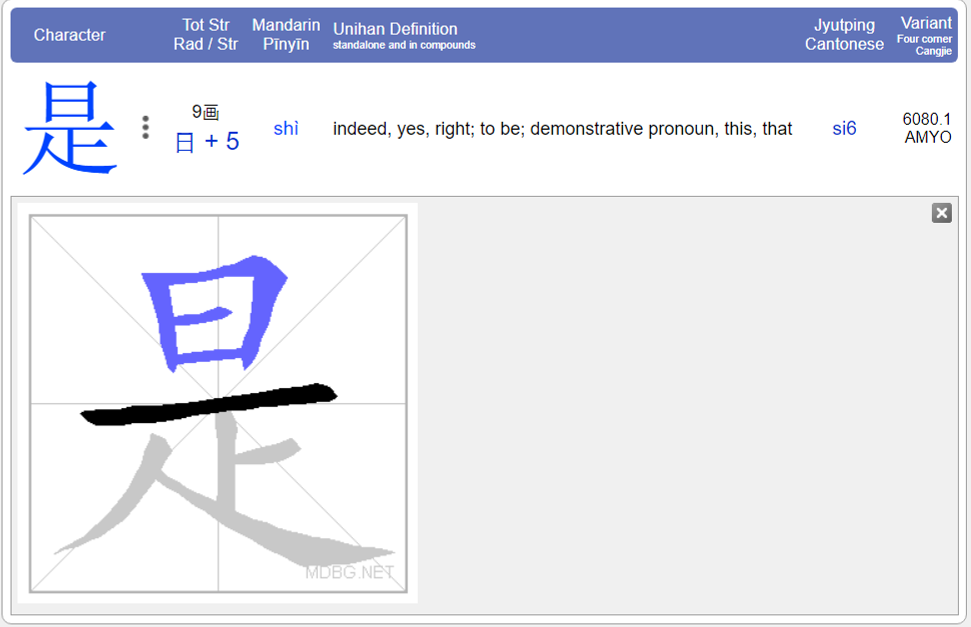 Character
Tot Str
Rad / Str
Mandarin
Pīnyīn
Unihan Definition
standalone and in compounds
Jyutping
Cantonese
Variant
Four corner
Cangjie
是
9画
日 + 5
shì
indeed, yes, right; to be; demonstrative pronoun, this, that
si6
6080.1
AMYO
是
MDBG.NET